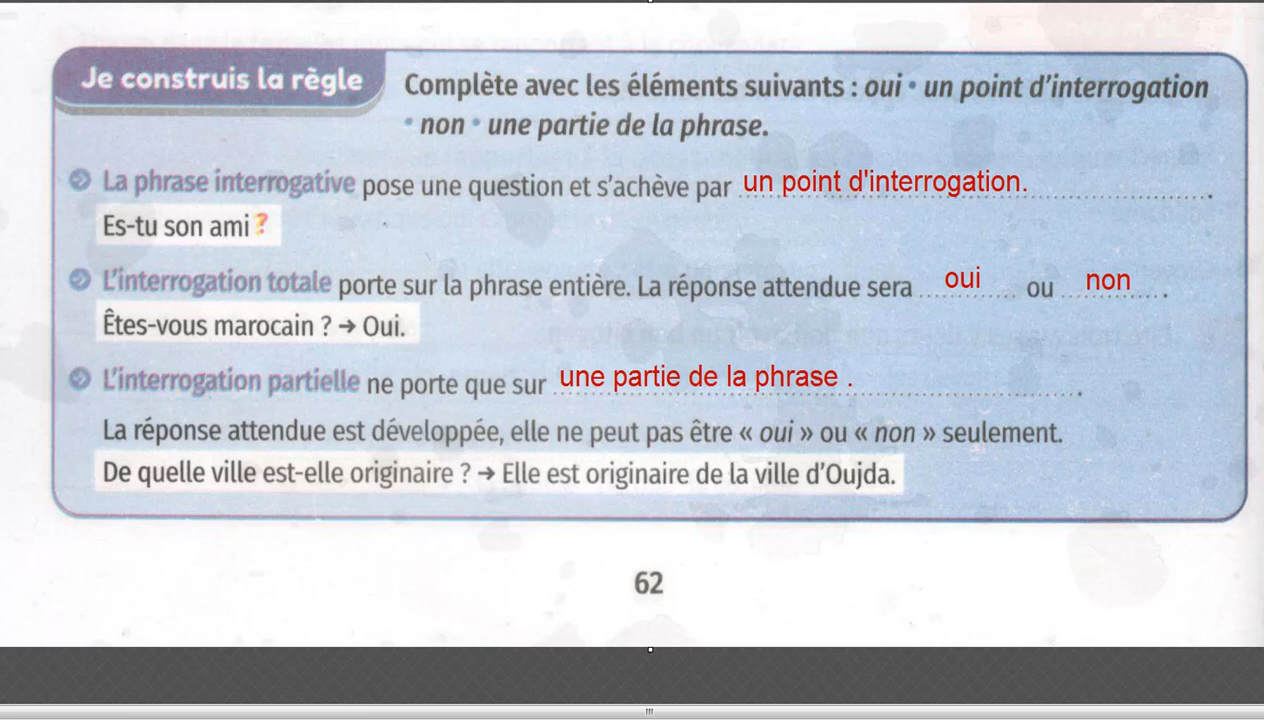 Je construis la règle
Complète avec les éléments suivants : oui • un point d'interrogation
• non • une partie de la phrase.
La phrase interrogative pose une question et s'achève par un point d'interrogation. .
Es-tu son ami ?
L'interrogation totale porte sur la phrase entière. La réponse attendue sera oui ou non .
Êtes-vous marocain ? → Oui.
L'interrogation partielle ne porte que sur une partie de la phrase . .
La réponse attendue est développée, elle ne peut pas être « oui » ou « non » seulement.
De quelle ville est-elle originaire ? → Elle est originaire de la ville d'Oujda.
62